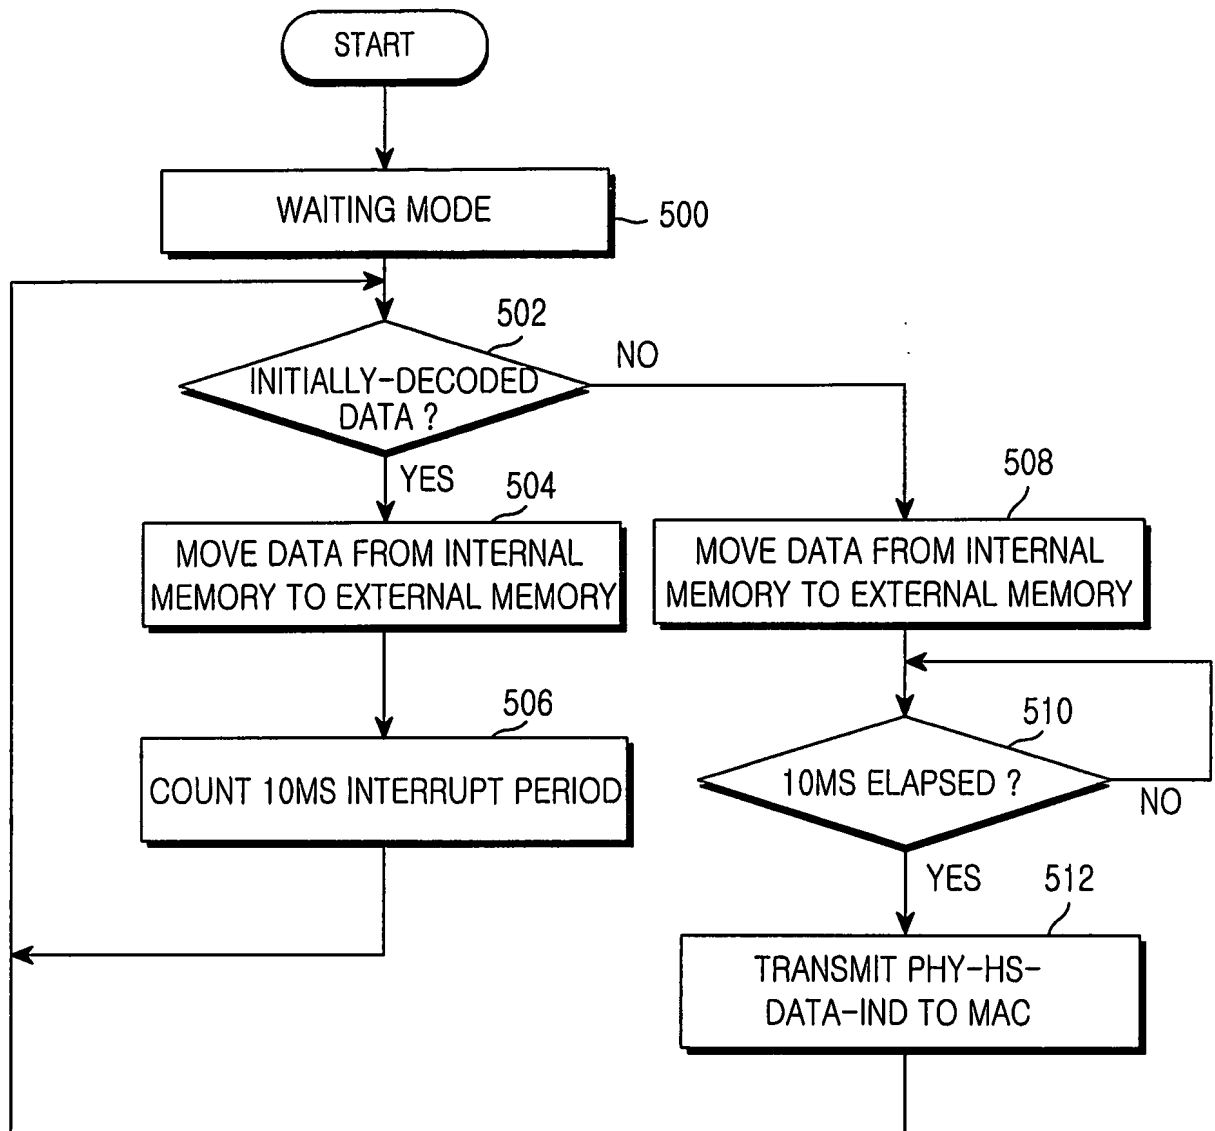 START
WAITING MODE
500
502
INITIALLY-DECODED
DATA ?
NO
YES
504
MOVE DATA FROM INTERNAL
MEMORY TO EXTERNAL MEMORY
508
MOVE DATA FROM INTERNAL
MEMORY TO EXTERNAL MEMORY
506
COUNT 10MS INTERRUPT PERIOD
510
10MS ELAPSED ?
NO
YES
512
TRANSMIT PHY-HS-
DATA-IND TO MAC